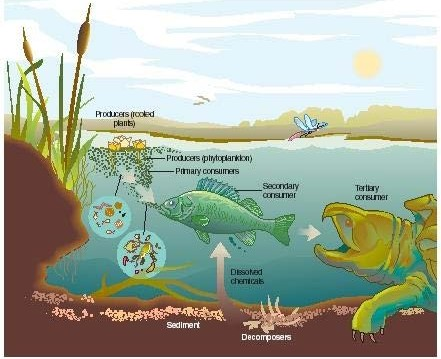 Producers (rooted
plants)
Producers (phytoplankton)
Primary consumers
Secondary
consumer
Tertiary
consumer
Dissolved
chemicals
Sediment
Decomposers